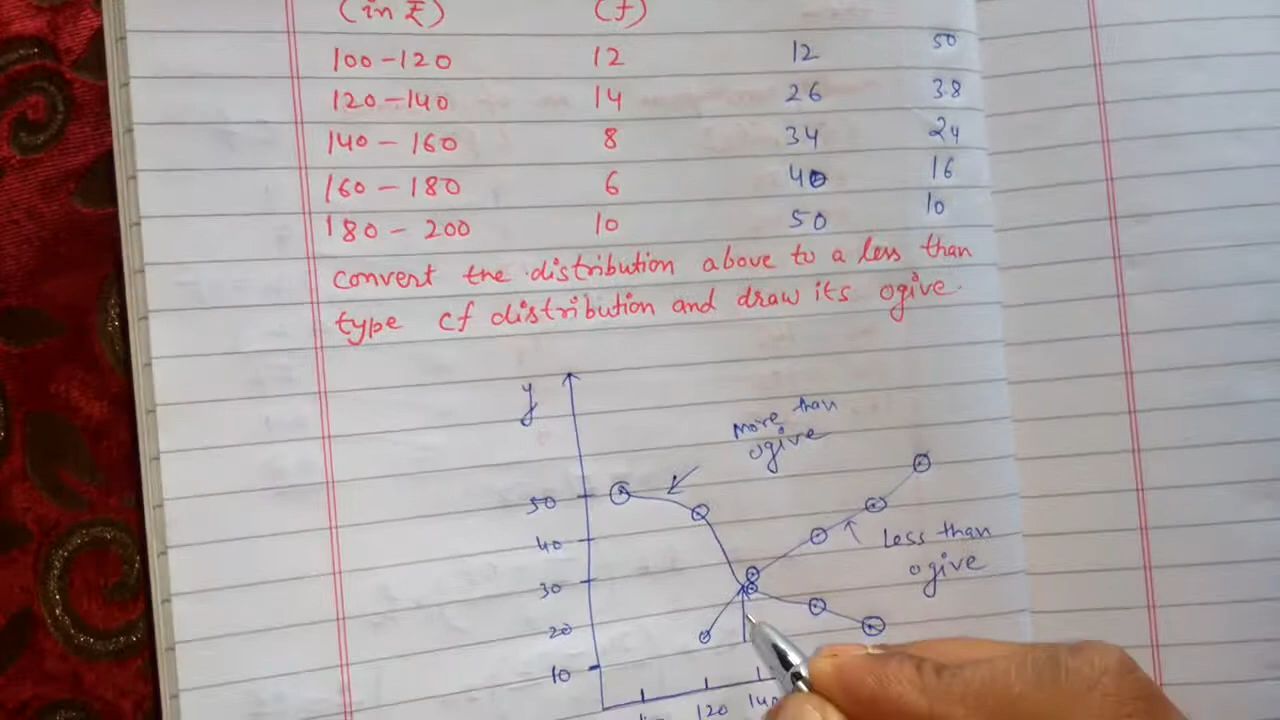 (in ₹) (f)
100-120 12 12 50
120-140 14 26 38
140-160 8 34 24
160-180 6 40 16
180-200 10 50 10
convert the distribution above to a less than
type cf distribution and draw its ogive.
y
more than
ogive
50
40
Less than
ogive
30
20
10
120 140